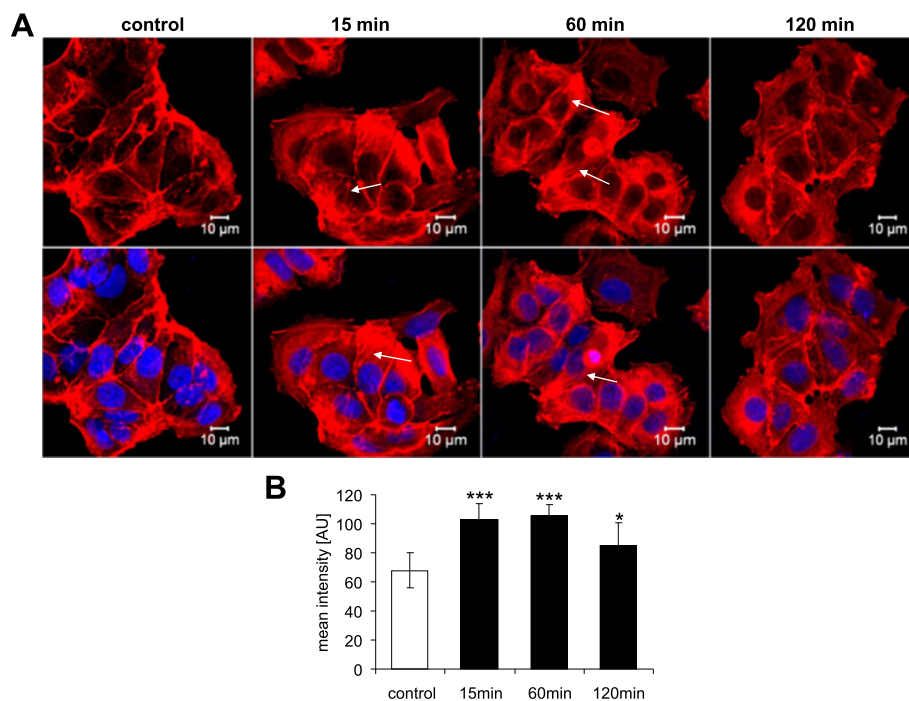 A
control 15 min 60 min 120 min
10 µm 10 µm 10 µm 10 µm
10 µm 10 µm 10 µm 10 µm
B
mean intensity [AU]
120
100
80
60
40
20
0
*** *** *
control 15min 60min 120min